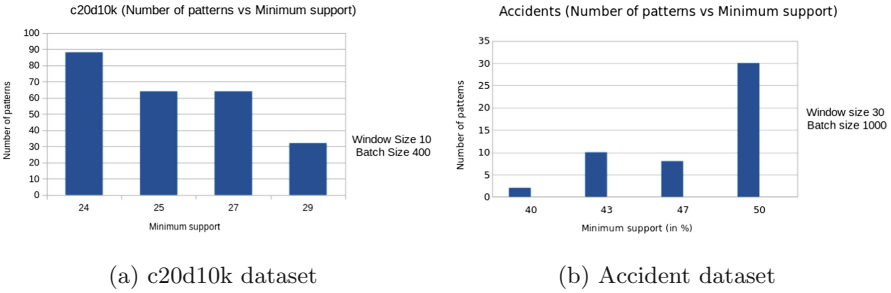 c20d10k (Number of patterns vs Minimum support)
Number of patterns
100
90
80
70
60
50
40
30
20
10
0
24 25 27 29
Minimum support
Window Size 10
Batch Size 400
(a) c20d10k dataset
Accidents (Number of patterns vs Minimum support)
Number of patterns
35
30
25
20
15
10
5
0
40 43 47 50
Minimum support (in %)
Window size 30
Batch size 1000
(b) Accident dataset